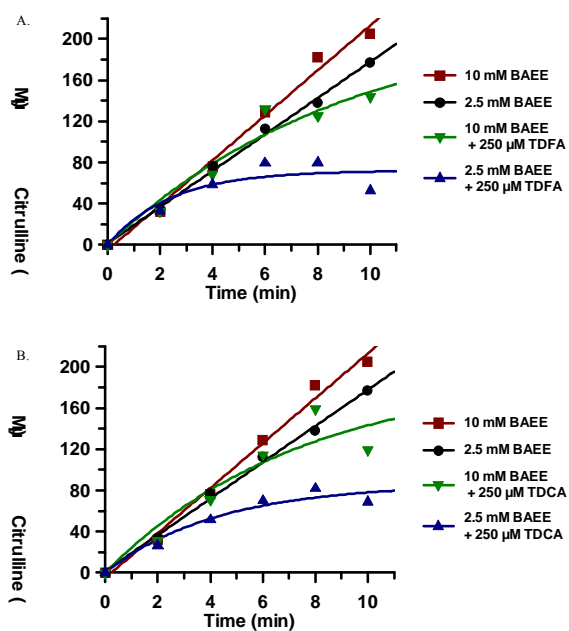 A.
200
160
120
80
40
0
Citrulline (
0 2 4 6 8 10
Time (min)
10 mM BAEE
2.5 mM BAEE
10 mM BAEE
+ 250 µM TDFA
2.5 mM BAEE
+ 250 µM TDFA
B.
200
160
120
80
40
0
Citrulline (
0 2 4 6 8 10
Time (min)
10 mM BAEE
2.5 mM BAEE
10 mM BAEE
+ 250 µM TDCA
2.5 mM BAEE
+ 250 µM TDCA